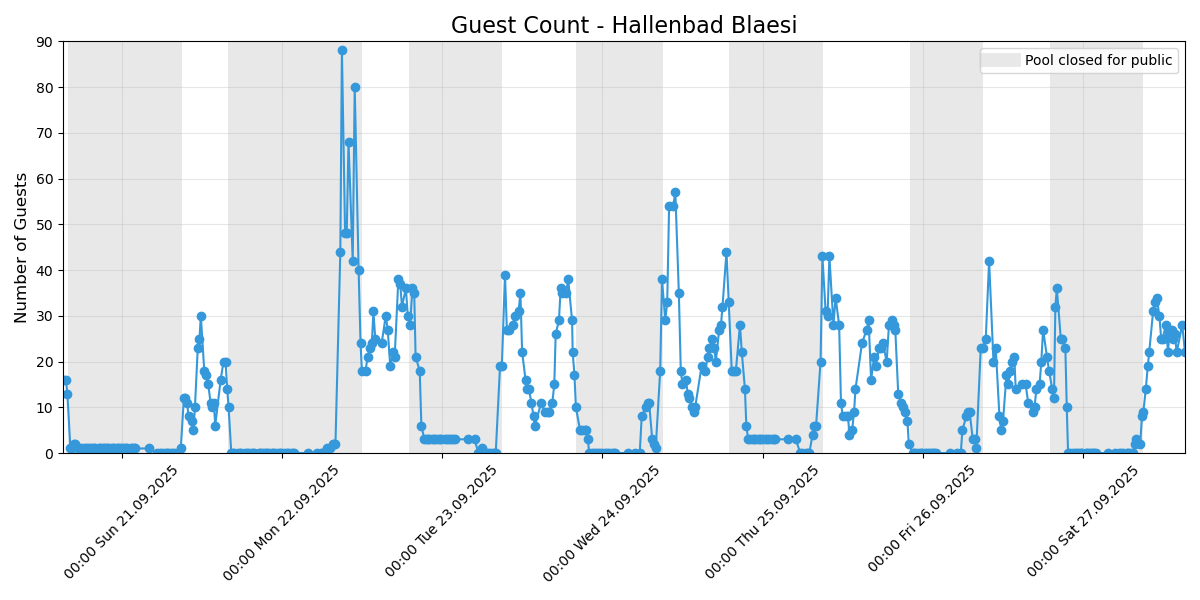 Guest Count - Hallenbad Blaesi
Pool closed for public
Number of Guests
90
80
70
60
50
40
30
20
10
0
00:00 Sun 21.09.2025
00:00 Mon 22.09.2025
00:00 Tue 23.09.2025
00:00 Wed 24.09.2025
00:00 Thu 25.09.2025
00:00 Fri 26.09.2025
00:00 Sat 27.09.2025